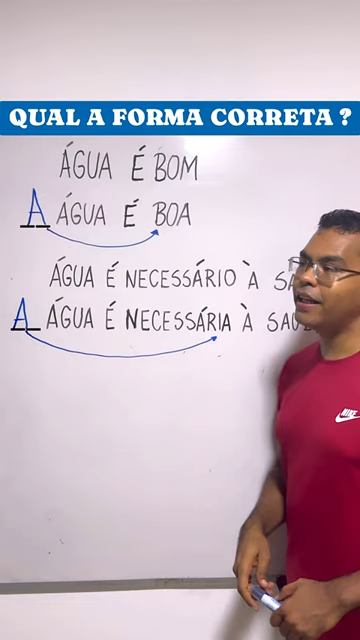 QUAL A FORMA CORRETA ?
ÁGUA É BOM
A ÁGUA É BOA
ÁGUA É NECESSÁRIO À
A ÁGUA É NECESSÁRIA À
NIKE